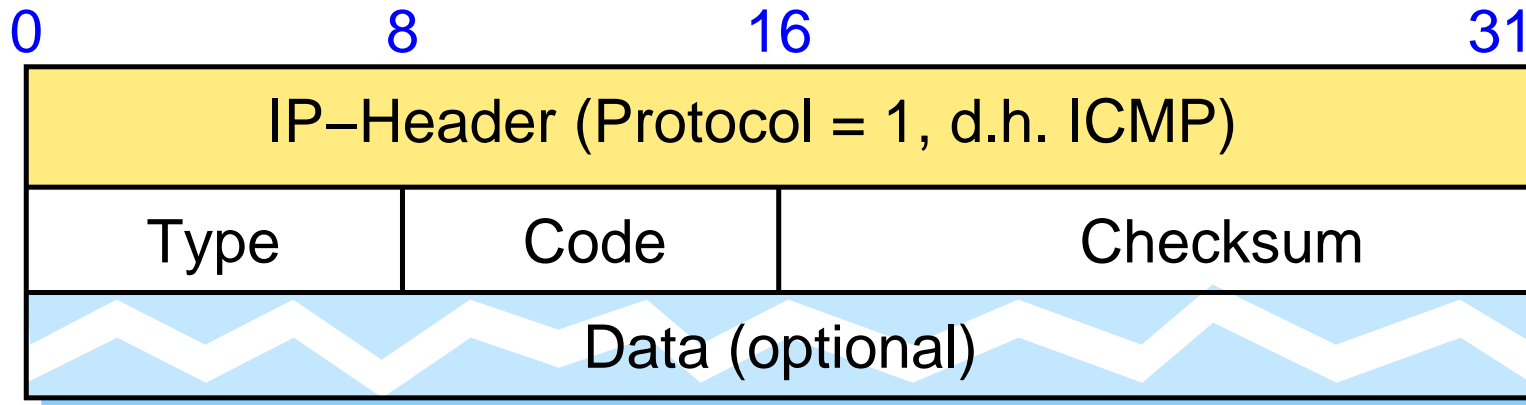 0 8 16 31
IP–Header (Protocol = 1, d.h. ICMP)
Type Code Checksum
Data (optional)